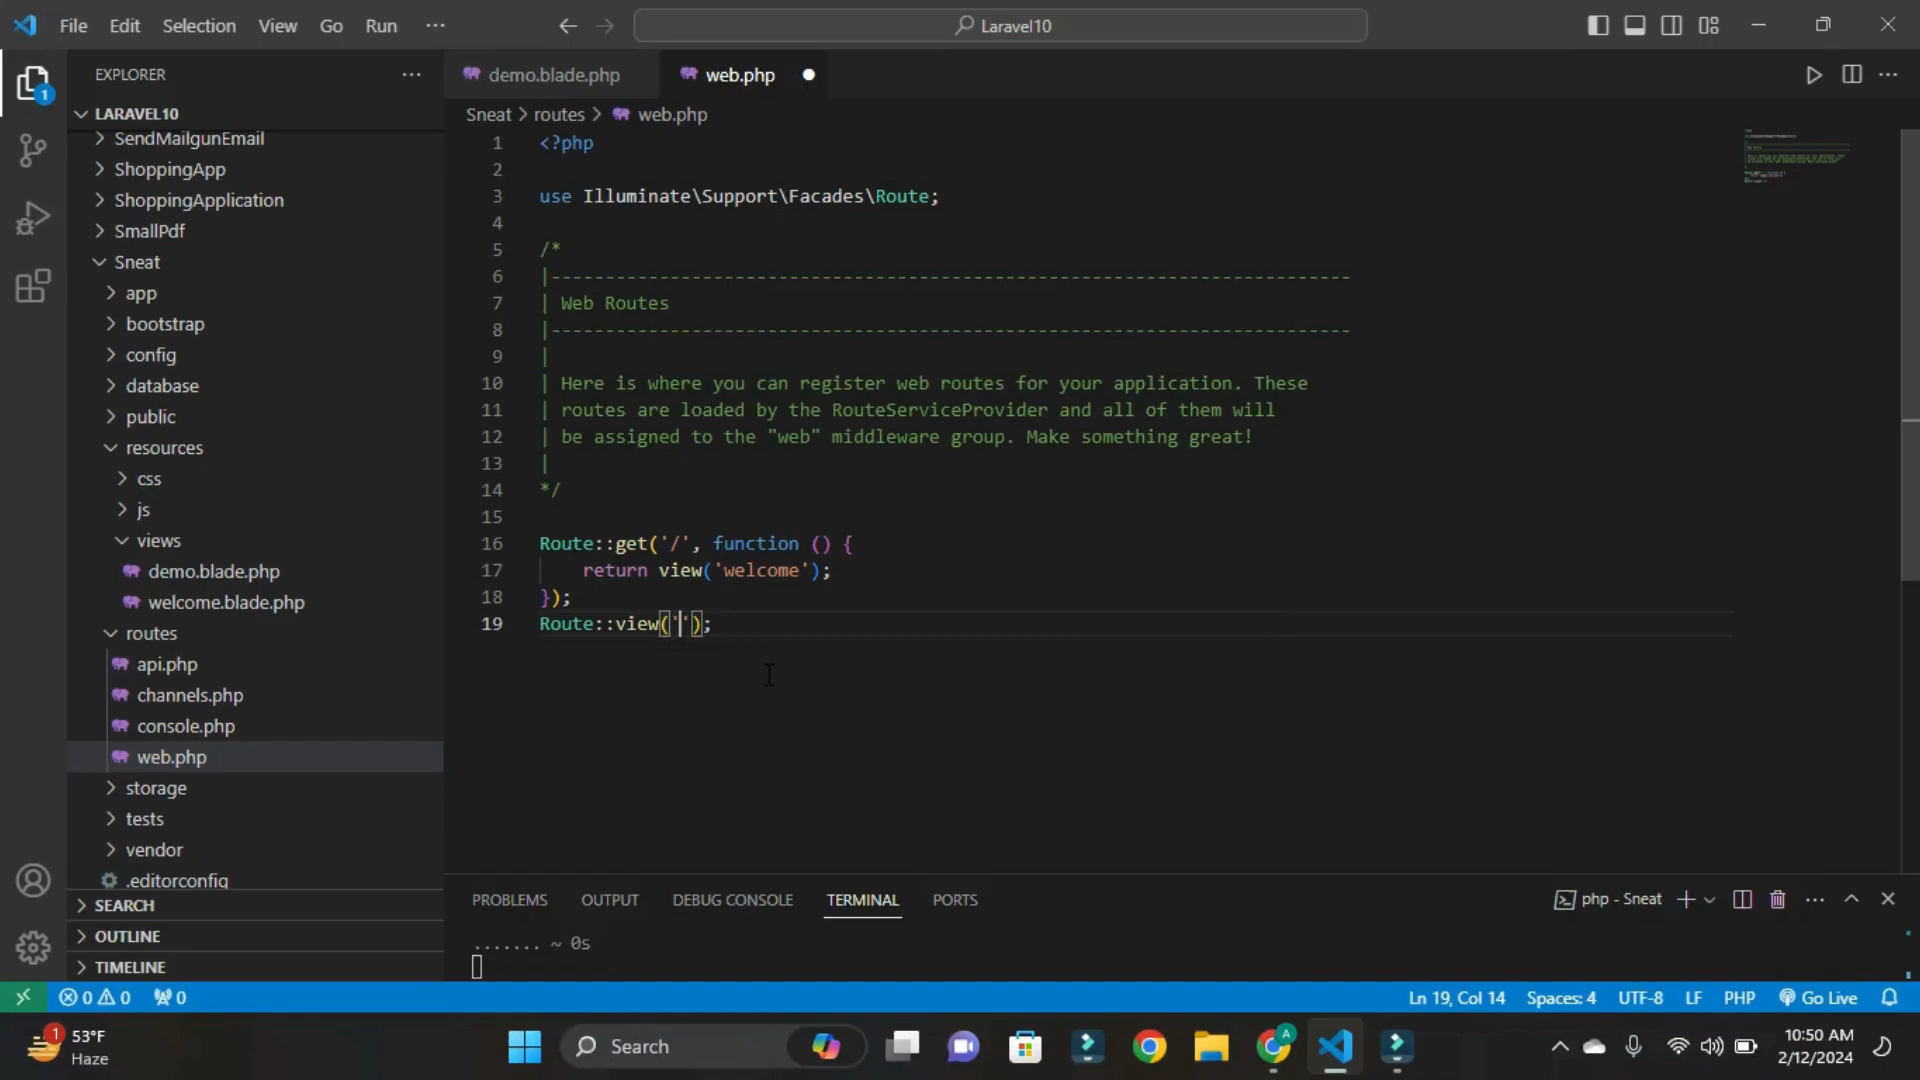 File Edit Selection View Go Run ···
Laravel10
EXPLORER
demo.blade.php
web.php
LARAVEL10
Sneat > routes > web.php
SendMailgunEmail
ShoppingApp
ShoppingApplication
SmallPdf
Sneat
app
bootstrap
config
database
public
resources
css
js
views
demo.blade.php
welcome.blade.php
routes
api.php
channels.php
console.php
web.php
storage
tests
vendor
.editorconfig
SEARCH
OUTLINE
TIMELINE
1
1 <?php
2
3 use Illuminate\Support\Facades\Route;
4
5 /*
6 |--------------------------------------------------------------------------
7 | Web Routes
8 |--------------------------------------------------------------------------
9 |
10 | Here is where you can register web routes for your application. These
11 | routes are loaded by the RouteServiceProvider and all of them will
12 | be assigned to the "web" middleware group. Make something great!
13 |
14 */
15
16 Route::get('/', function () {
17 return view('welcome');
18 });
19 Route::view('');
PROBLEMS OUTPUT DEBUG CONSOLE TERMINAL PORTS
php - Sneat
....... ~ 0s
0 0 0
Ln 19, Col 14 Spaces: 4 UTF-8 LF PHP Go Live
1 53°F
Haze
Search
A
10:50 AM
2/12/2024